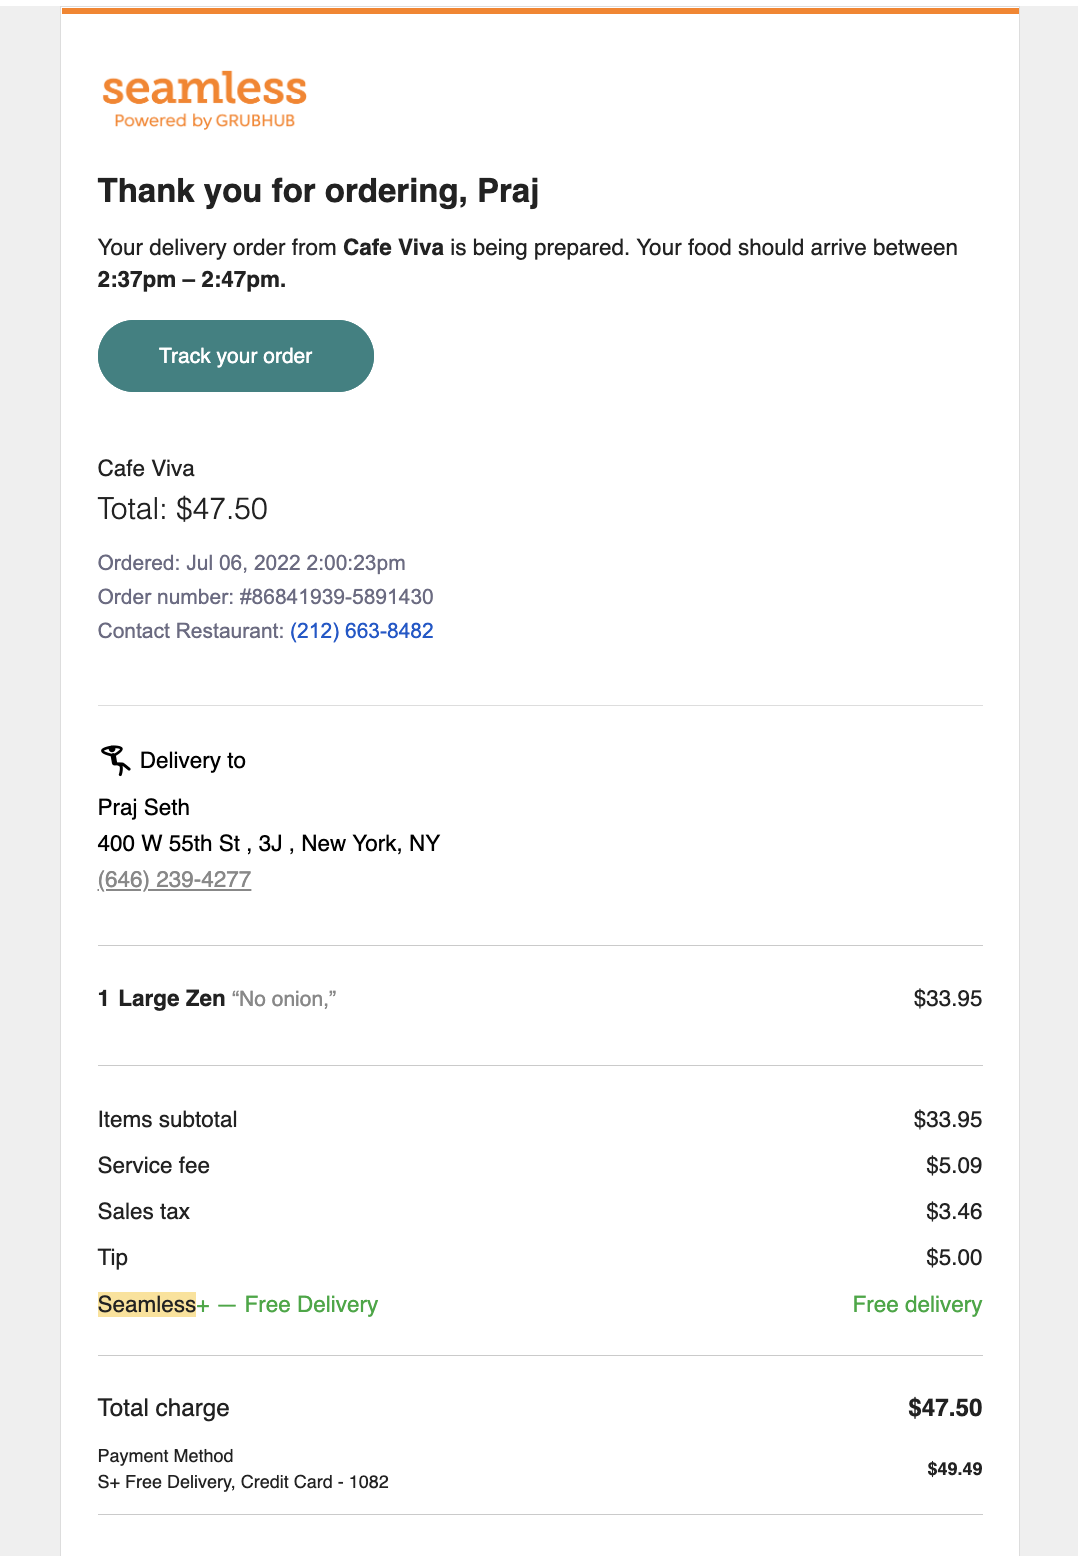 seamless
Powered by GRUBHUB
Thank you for ordering, Praj
Your delivery order from Cafe Viva is being prepared. Your food should arrive between
2:37pm – 2:47pm.
Track your order
Cafe Viva
Total: $47.50
Ordered: Jul 06, 2022 2:00:23pm
Order number: #86841939-5891430
Contact Restaurant: (212) 663-8482
Delivery to
Praj Seth
400 W 55th St , 3J , New York, NY
(646) 239-4277
1 Large Zen “No onion,” $33.95
Items subtotal $33.95
Service fee $5.09
Sales tax $3.46
Tip $5.00
Seamless+ — Free Delivery Free delivery
Total charge $47.50
Payment Method
S+ Free Delivery, Credit Card - 1082 $49.49